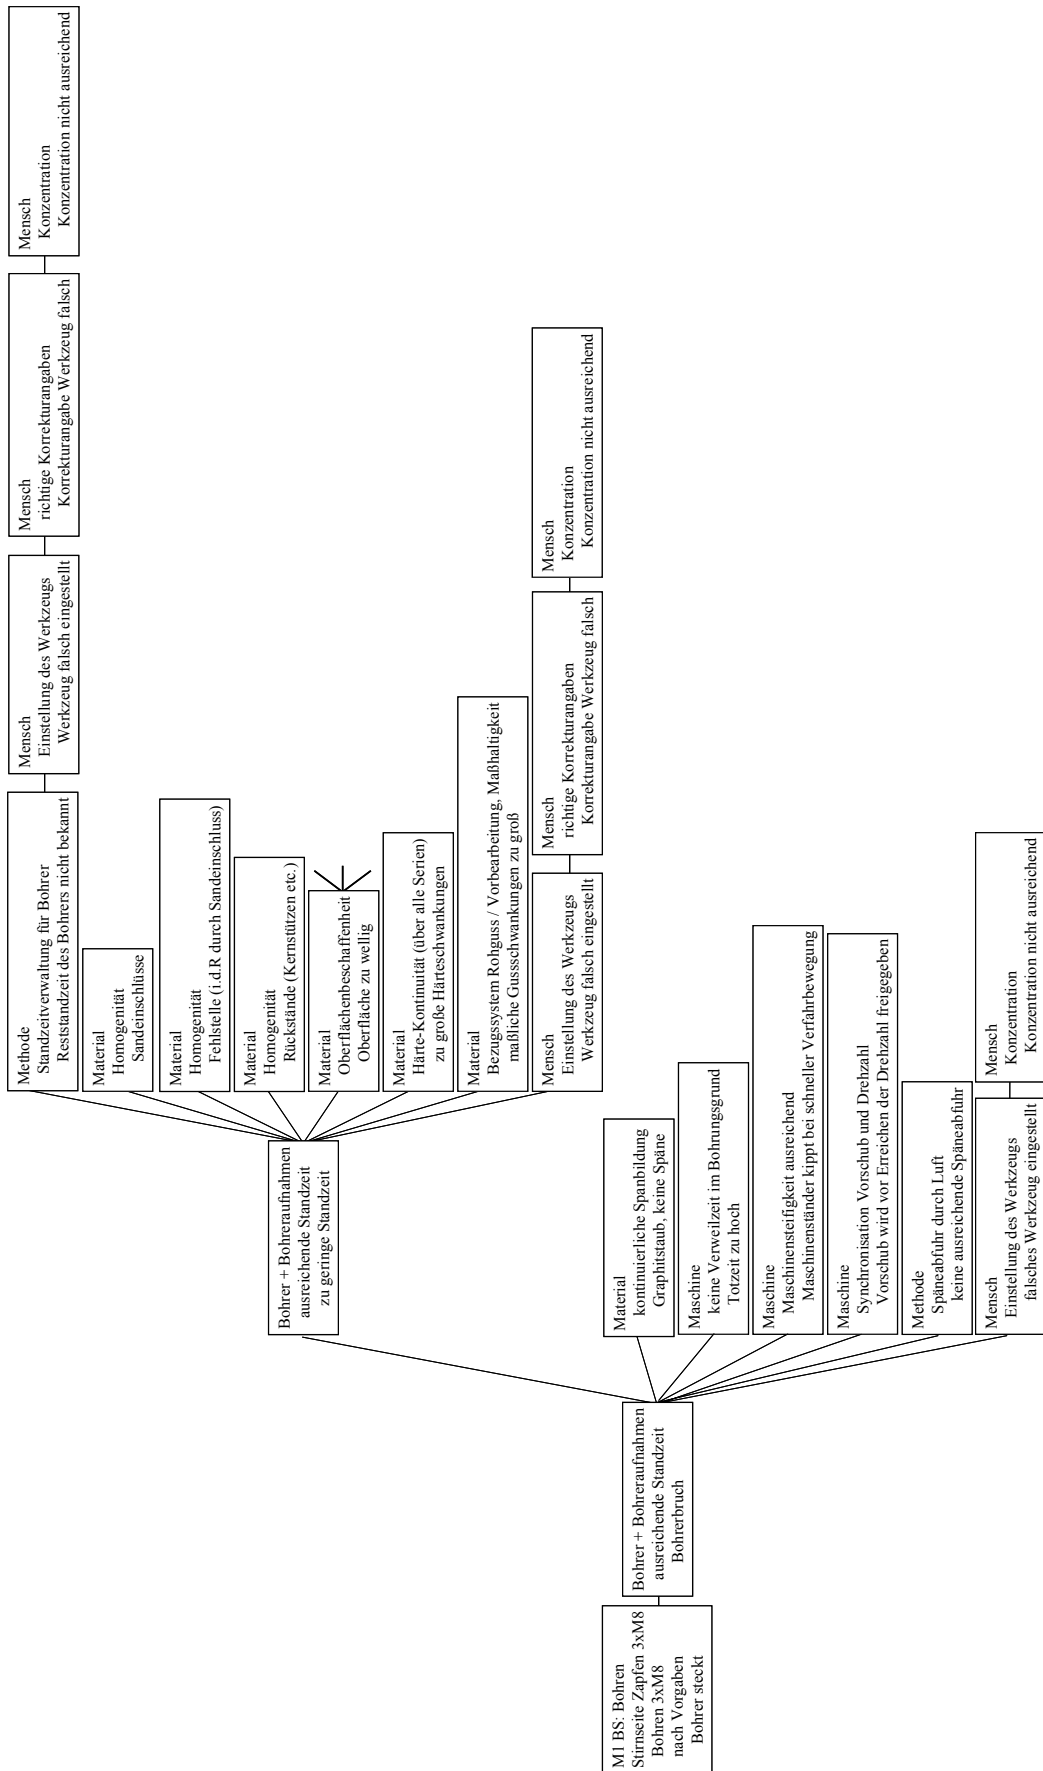 M1 BS: Bohren
Stirnseite Zapfen 3xM8
Bohren 3xM8
nach Vorgaben
Bohrer steckt
Bohrer + Bohreraufnahmen
ausreichende Standzeit
Bohrerbruch
Bohrer + Bohreraufnahmen
ausreichende Standzeit
zu geringe Standzeit
Methode
Standzeitverwaltung für Bohrer
Reststandzeit des Bohrers nicht bekannt
Mensch
Einstellung des Werkzeugs
Werkzeug falsch eingestellt
Mensch
richtige Korrekturangaben
Korrekturangabe Werkzeug falsch
Mensch
Konzentration
Konzentration nicht ausreichend
Material
Homogenität
Sandeinschlüsse
Material
Homogenität
Fehlstelle (i.d.R durch Sandeinschluss)
Material
Homogenität
Rückstände (Kernstützen etc.)
Material
Oberflächenbeschaffenheit
Oberfläche zu wellig
Material
Härte-Kontinuität (über alle Serien)
zu große Härteschwankungen
Material
Bezugssystem Rohguss / Vorbearbeitung, Maßhaltigkeit
maßliche Gussschwankungen zu groß
Mensch
Einstellung des Werkzeugs
Werkzeug falsch eingestellt
Mensch
richtige Korrekturangaben
Korrekturangabe Werkzeug falsch
Mensch
Konzentration
Konzentration nicht ausreichend
Material
kontinuierliche Spanbildung
Graphitstaub, keine Späne
Maschine
keine Verweilzeit im Bohrungsgrund
Totzeit zu hoch
Maschine
Maschinensteifigkeit ausreichend
Maschinenständer kippt bei schneller Verfahrbewegung
Maschine
Synchronisation Vorschub und Drehzahl
Vorschub wird vor Erreichen der Drehzahl freigegeben
Methode
Späneabfuhr durch Luft
keine ausreichende Späneabfuhr
Mensch
Einstellung des Werkzeugs
falsches Werkzeug eingestellt
Mensch
Konzentration
Konzentration nicht ausreichend